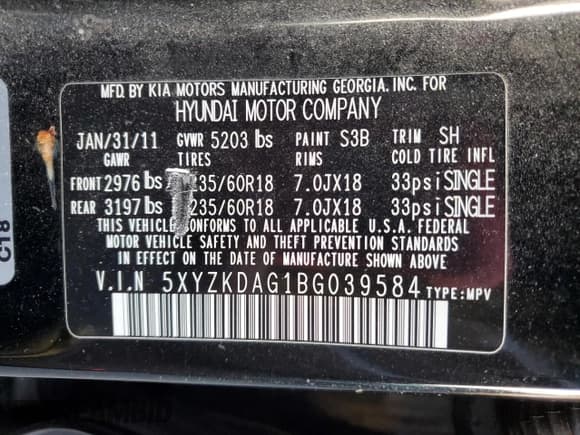 MFD. BY KIA MOTORS MANUFACTURING GEORGIA. INC. FOR
HYUNDAI MOTOR COMPANY
JAN/31/11 GVWR 5203 lbs PAINT S3B TRIM SH
GAWR TIRES RIMS COLD TIRE INFL
FRONT 2976 lbs 235/60R18 7.0JX18 33psi SINGLE
REAR 3197 lbs 235/60R18 7.0JX18 33psi SINGLE
THIS VEHICLE CONFORMS TO ALL APPLICABLE U.S.A. FEDERAL
MOTOR VEHICLE SAFETY AND THEFT PREVENTION STANDARDS
IN EFFECT ON THE DATE OF MANUFACTURE SHOWN ABOVE
V.I.N 5XYZKDAG1BG039584 TYPE: MPV
C18